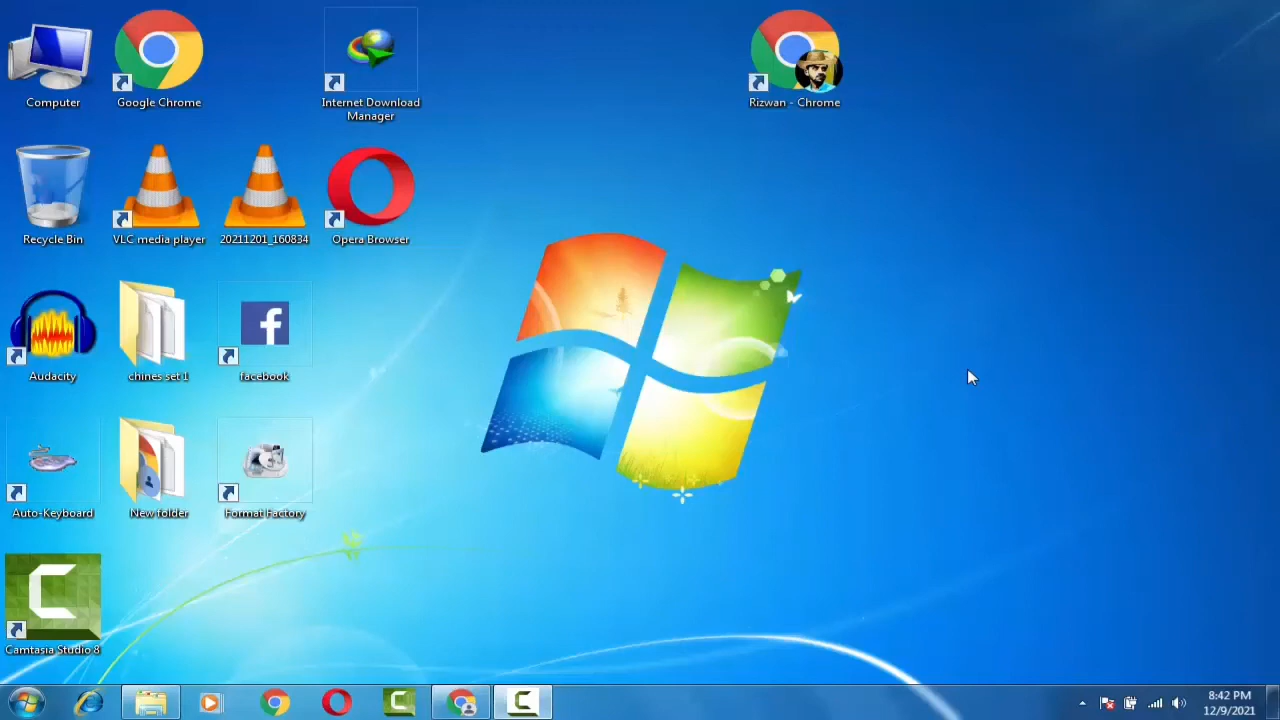 Computer
Google Chrome
Internet Download
Manager
Rizwan - Chrome
Recycle Bin
VLC media player
20211201_160834
Opera Browser
Audacity
chines set 1
facebook
Auto-Keyboard
New folder
Format Factory
Camtasia Studio 8
8:42 PM
12/9/2021